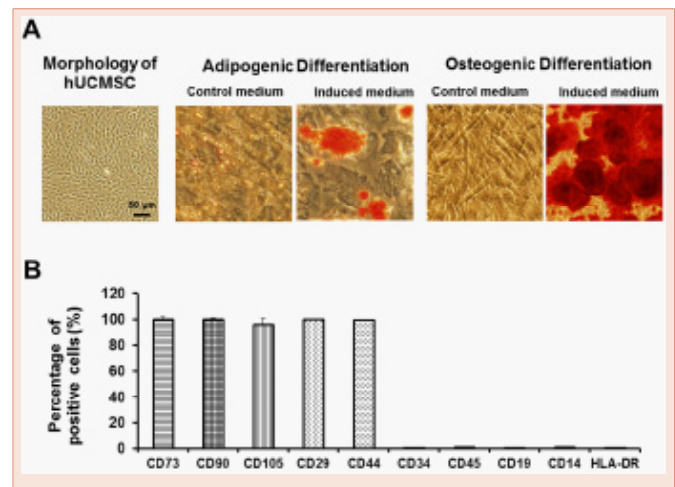 A
Morphology of
hUCMSC
Adipogenic Differentiation
Control medium
Induced medium
Osteogenic Differentiation
Control medium
Induced medium
50 µm
B
Percentage of
positive cells (%)
120
100
80
60
40
20
0
CD73 CD90 CD105 CD29 CD44 CD34 CD45 CD19 CD14 HLA-DR